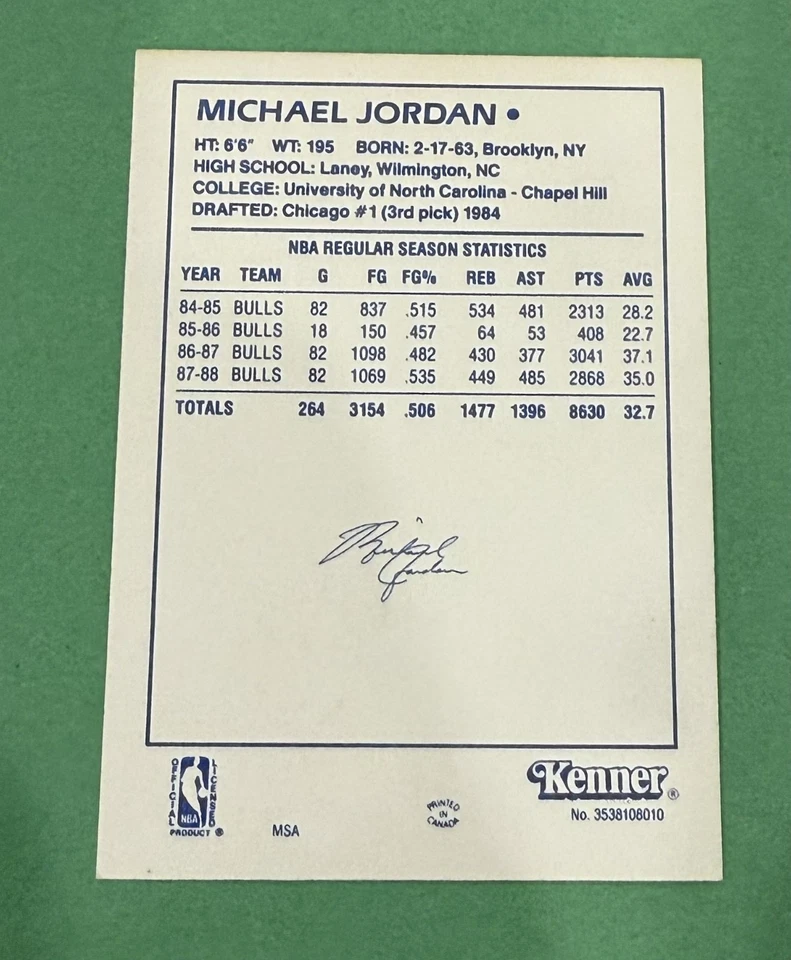 MICHAEL JORDAN •
HT: 6'6" WT: 195 BORN: 2-17-63, Brooklyn, NY
HIGH SCHOOL: Laney, Wilmington, NC
COLLEGE: University of North Carolina - Chapel Hill
DRAFTED: Chicago #1 (3rd pick) 1984
NBA REGULAR SEASON STATISTICS
YEAR TEAM G FG FG% REB AST PTS AVG
84-85 BULLS 82 837 .515 534 481 2313 28.2
85-86 BULLS 18 150 .457 64 53 408 22.7
86-87 BULLS 82 1098 .482 430 377 3041 37.1
87-88 BULLS 82 1069 .535 449 485 2868 35.0
TOTALS 264 3154 .506 1477 1396 8630 32.7
Michael
Jordan
OFFICIAL LICENSED
NBA
PRODUCT ®
MSA
PRINTED
IN
CANADA
Kenner®
No. 3538108010